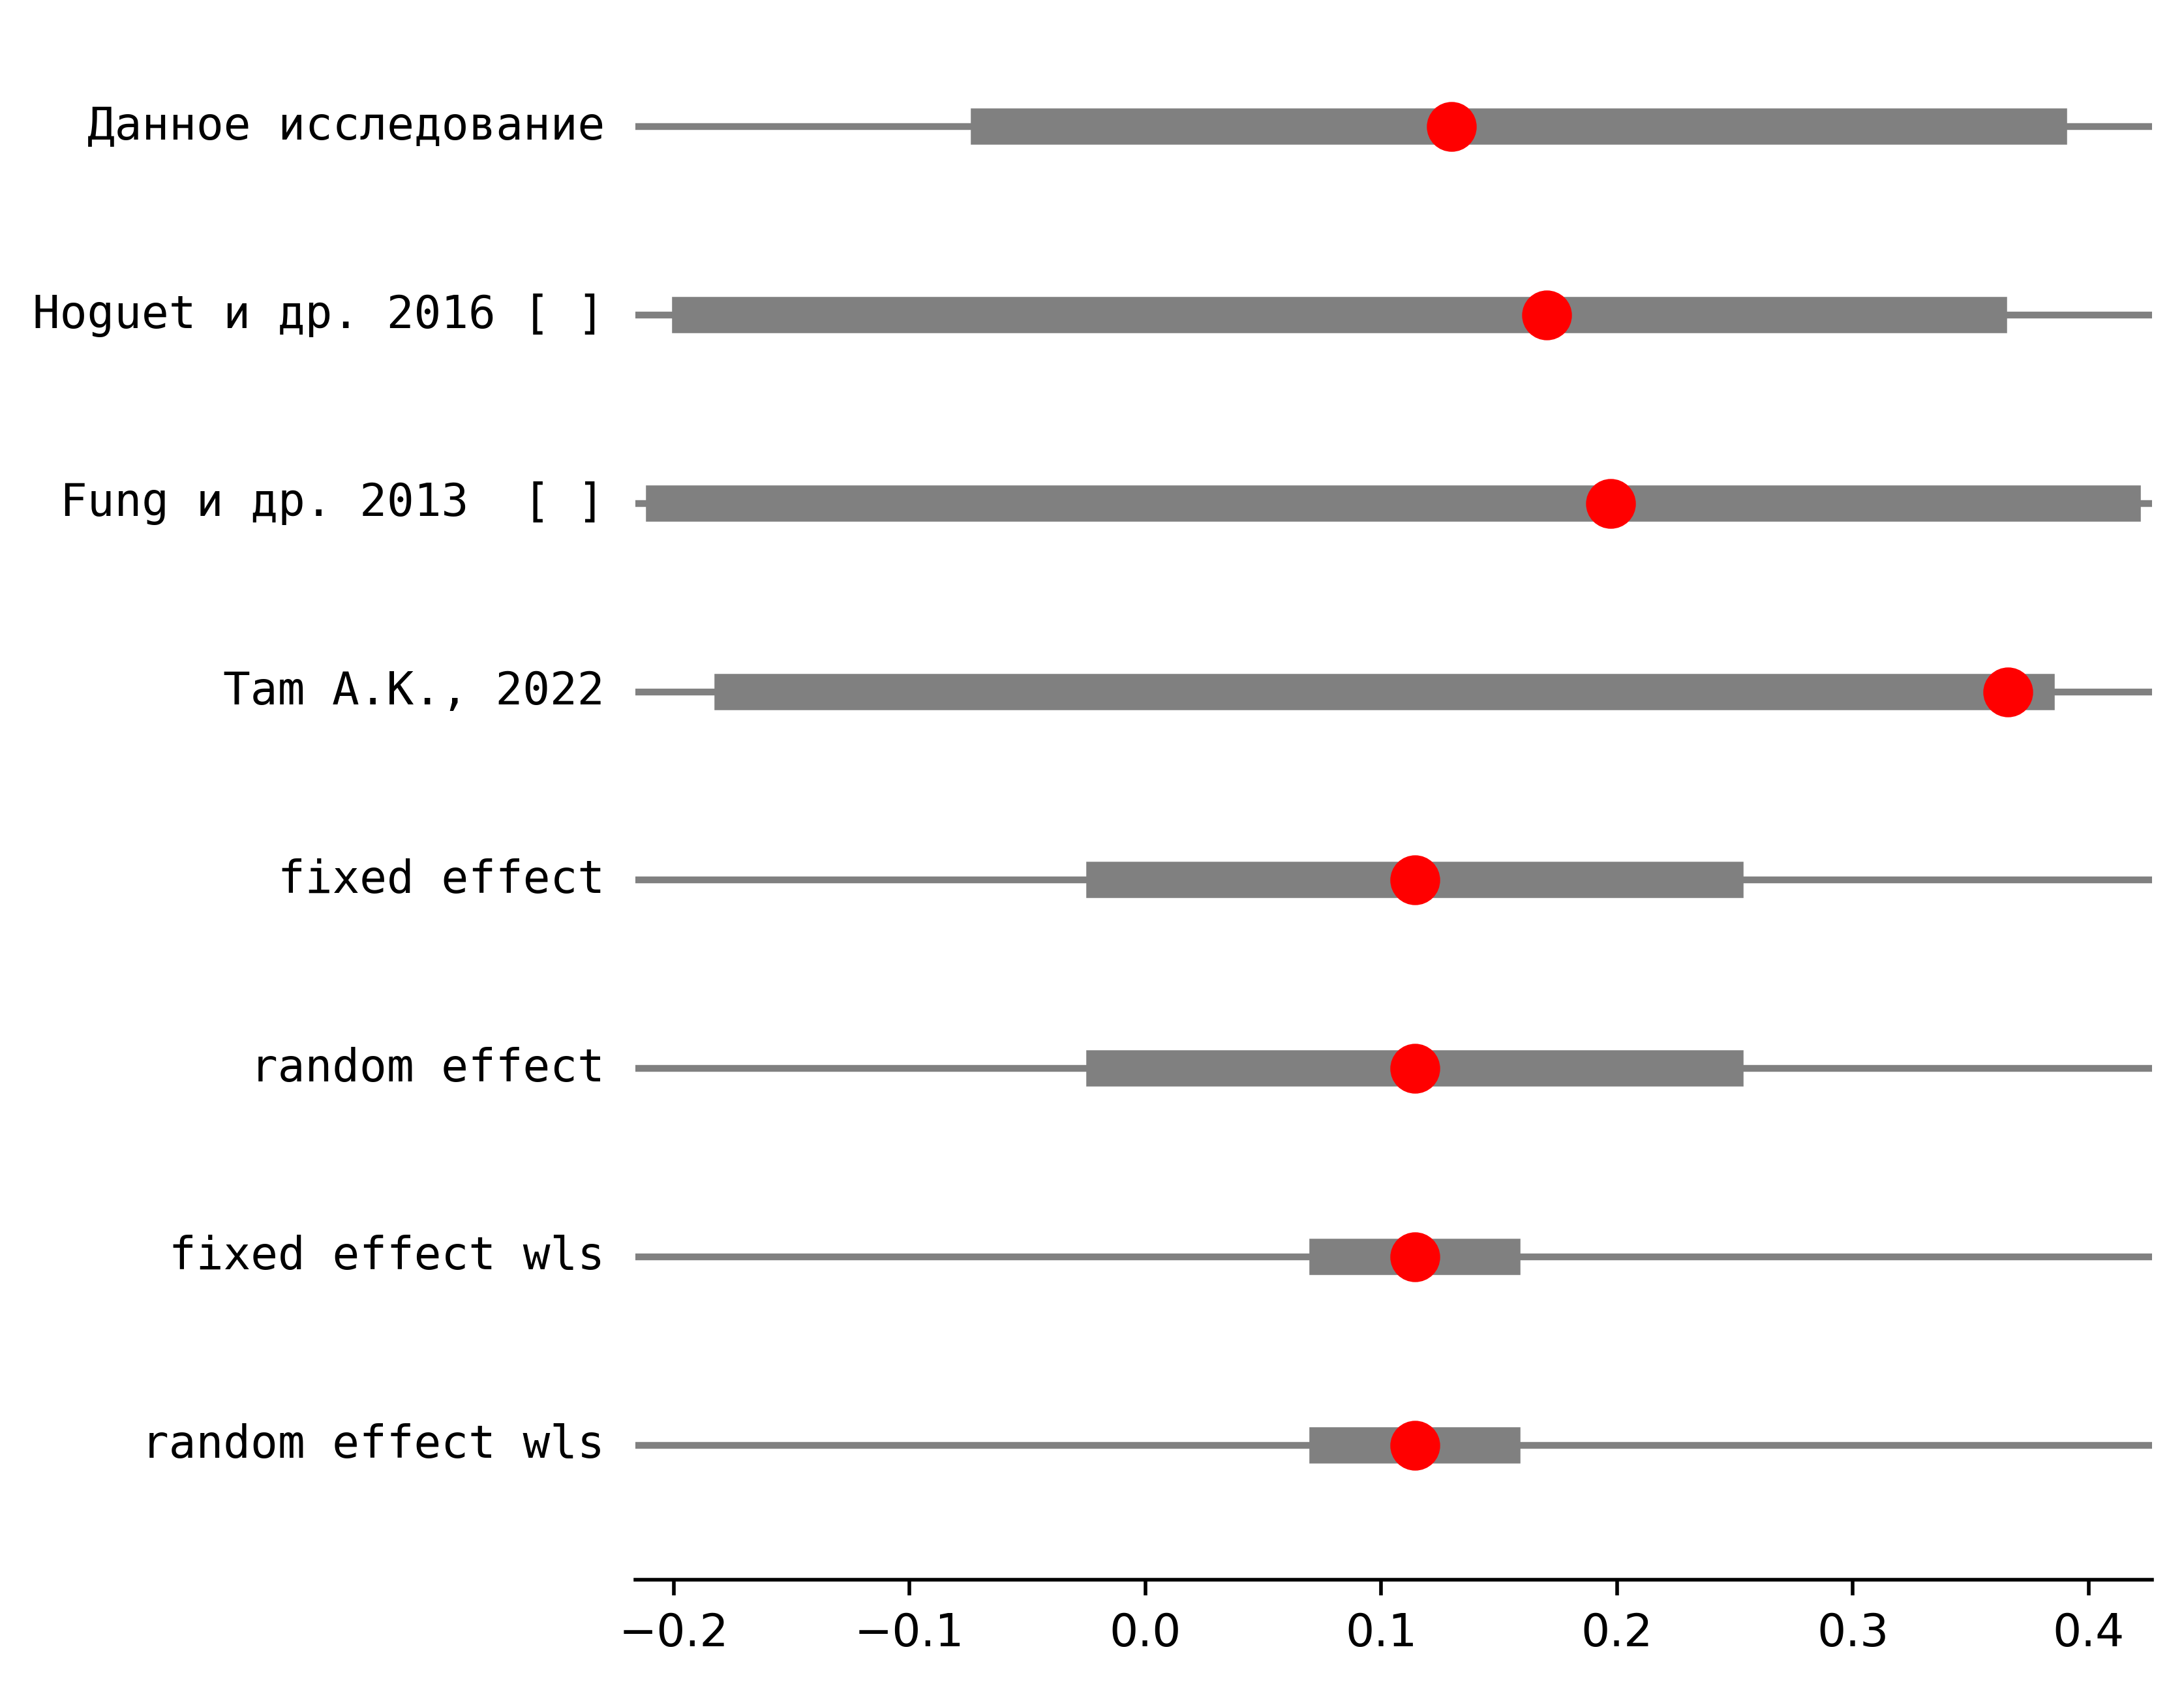 Данное исследование
Hoguet и др. 2016 [ ]
Fung и др. 2013  [ ]
Tam A.K., 2022
fixed effect
random effect
fixed effect wls
random effect wls
−0.2 −0.1 0.0 0.1 0.2 0.3 0.4